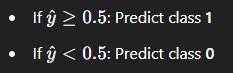 • If ŷ ≥ 0.5: Predict class 1
• If ŷ < 0.5: Predict class 0